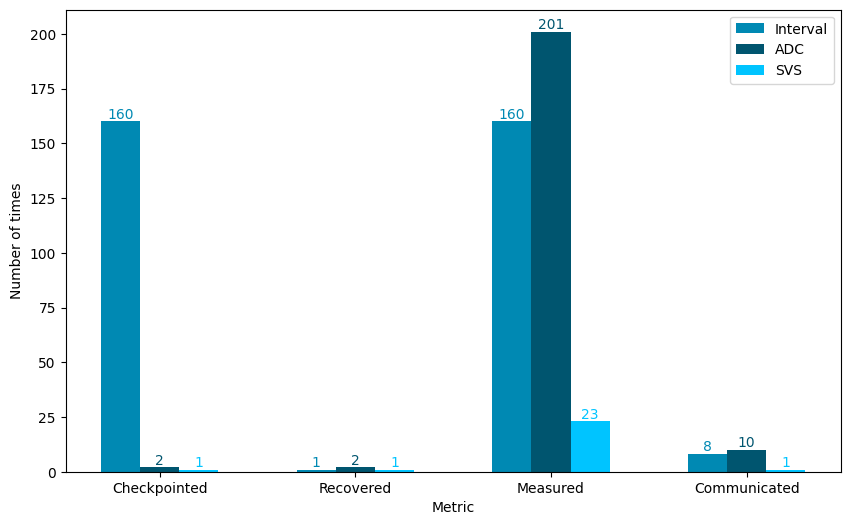 Interval
ADC
SVS
Number of times
200
175
150
125
100
75
50
25
0
160
2
1
1
2
1
160
201
23
8
10
1
Checkpointed
Recovered
Measured
Communicated
Metric